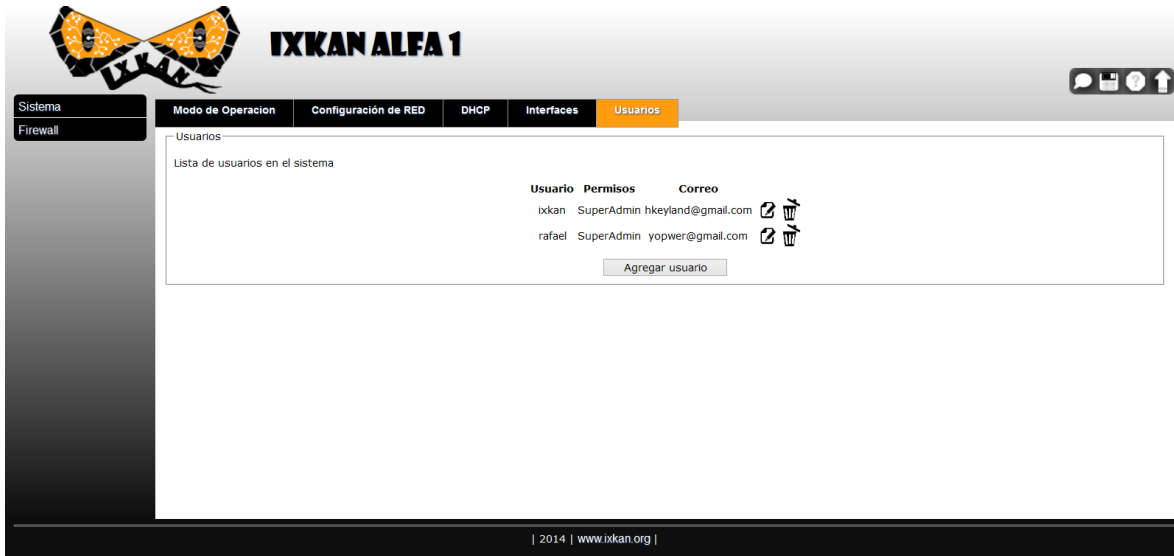 IXKAN
IXKAN ALFA 1
Sistema
Firewall
Modo de Operacion Configuración de RED DHCP Interfaces Usuarios
Usuarios
Lista de usuarios en el sistema
Usuario Permisos Correo
ixkan SuperAdmin hkeyland@gmail.com
rafael SuperAdmin yopwer@gmail.com
Agregar usuario
| 2014 | www.ixkan.org |